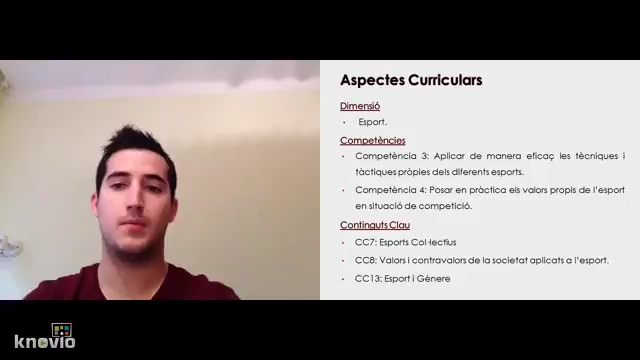 Aspectes Curriculars
Dimensió
• Esport.
Competències
• Competència 3: Aplicar de manera eficaç les tècniques i
tàctiques pròpies dels diferents esports.
• Competència 4: Posar en pràctica els valors propis de l'esport
en situació de competició.
Continguts Clau
• CC7: Esports Col·lectius
• CC8: Valors i contravalors de la societat aplicats a l'esport.
• CC13: Esport i Gènere
knovio